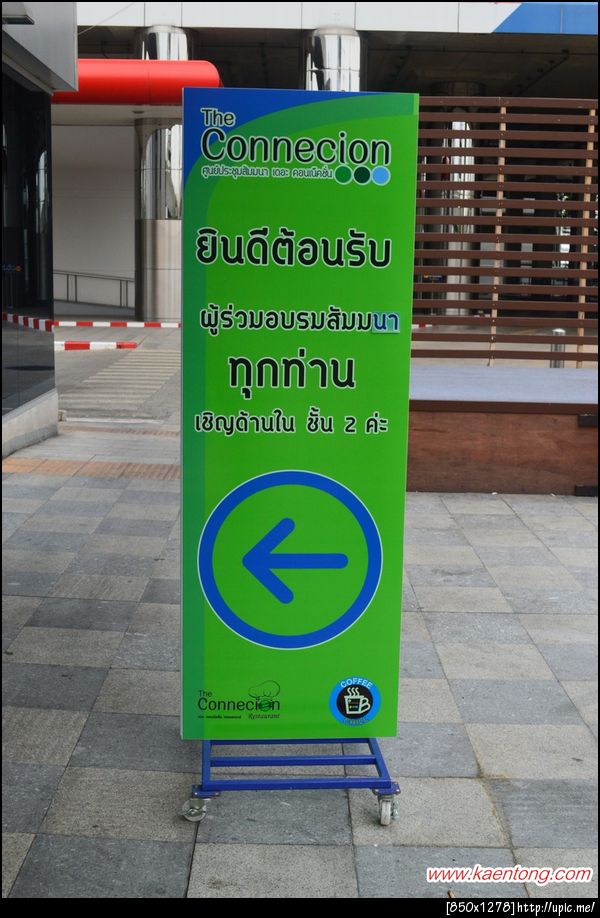 The
Connecion
ศูนย์ประชุมสัมมนา เดอะ คอนเน็คชั่น
ยินดีต้อนรับ
ผู้ร่วมอบรมสัมมนา
ทุกท่าน
เชิญด้านใน ชั้น 2 ค่ะ
The
Connecion
Restaurant
COFFEE
www.kaentong.com
[850x1278]http://upic.me/